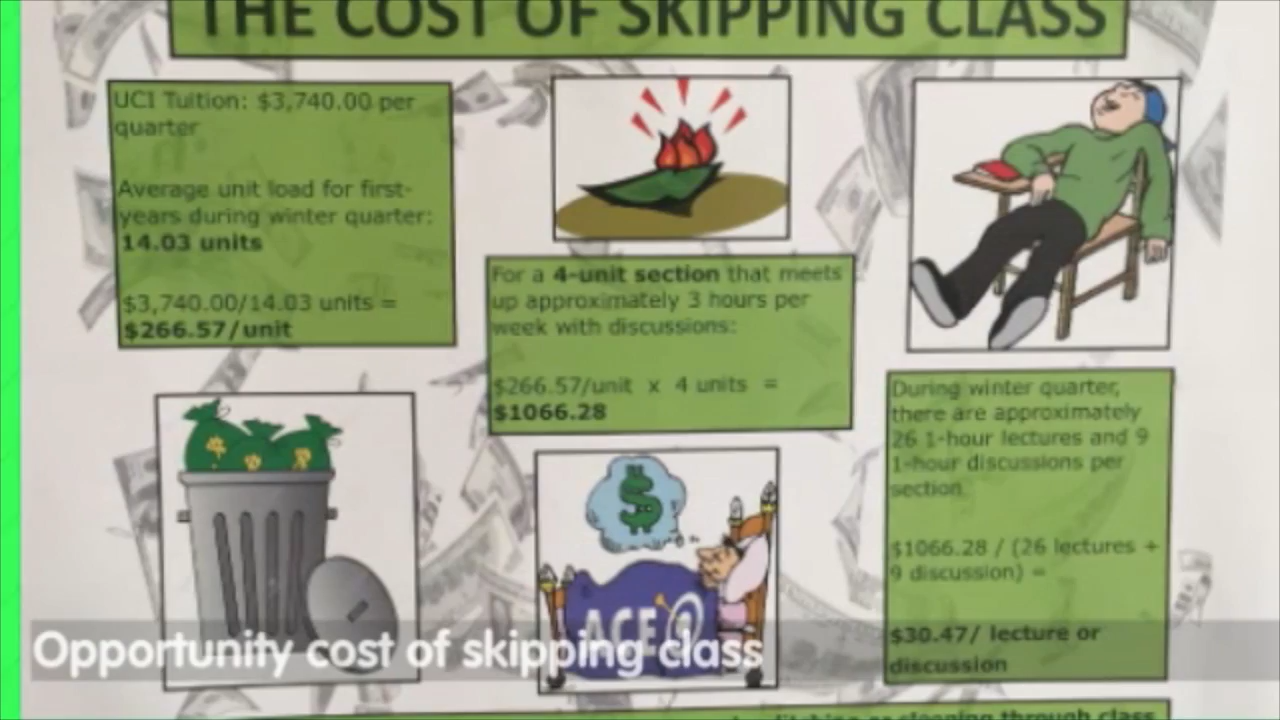 THE COST OF SKIPPING CLASS
UCI Tuition: $3,740.00 per
quarter
Average unit load for first-
years during winter quarter:
14.03 units
$3,740.00/14.03 units =
$266.57/unit
For a 4-unit section that meets
up approximately 3 hours per
week with discussions:
$266.57/unit x 4 units =
$1066.28
During winter quarter,
there are approximately
26 1-hour lectures and 9
1-hour discussions per
section
$1066.28 / (26 lectures +
9 discussion) =
$30.47/ lecture or
discussion
$
ACE
Opportunity cost of skipping class
sleeping through class